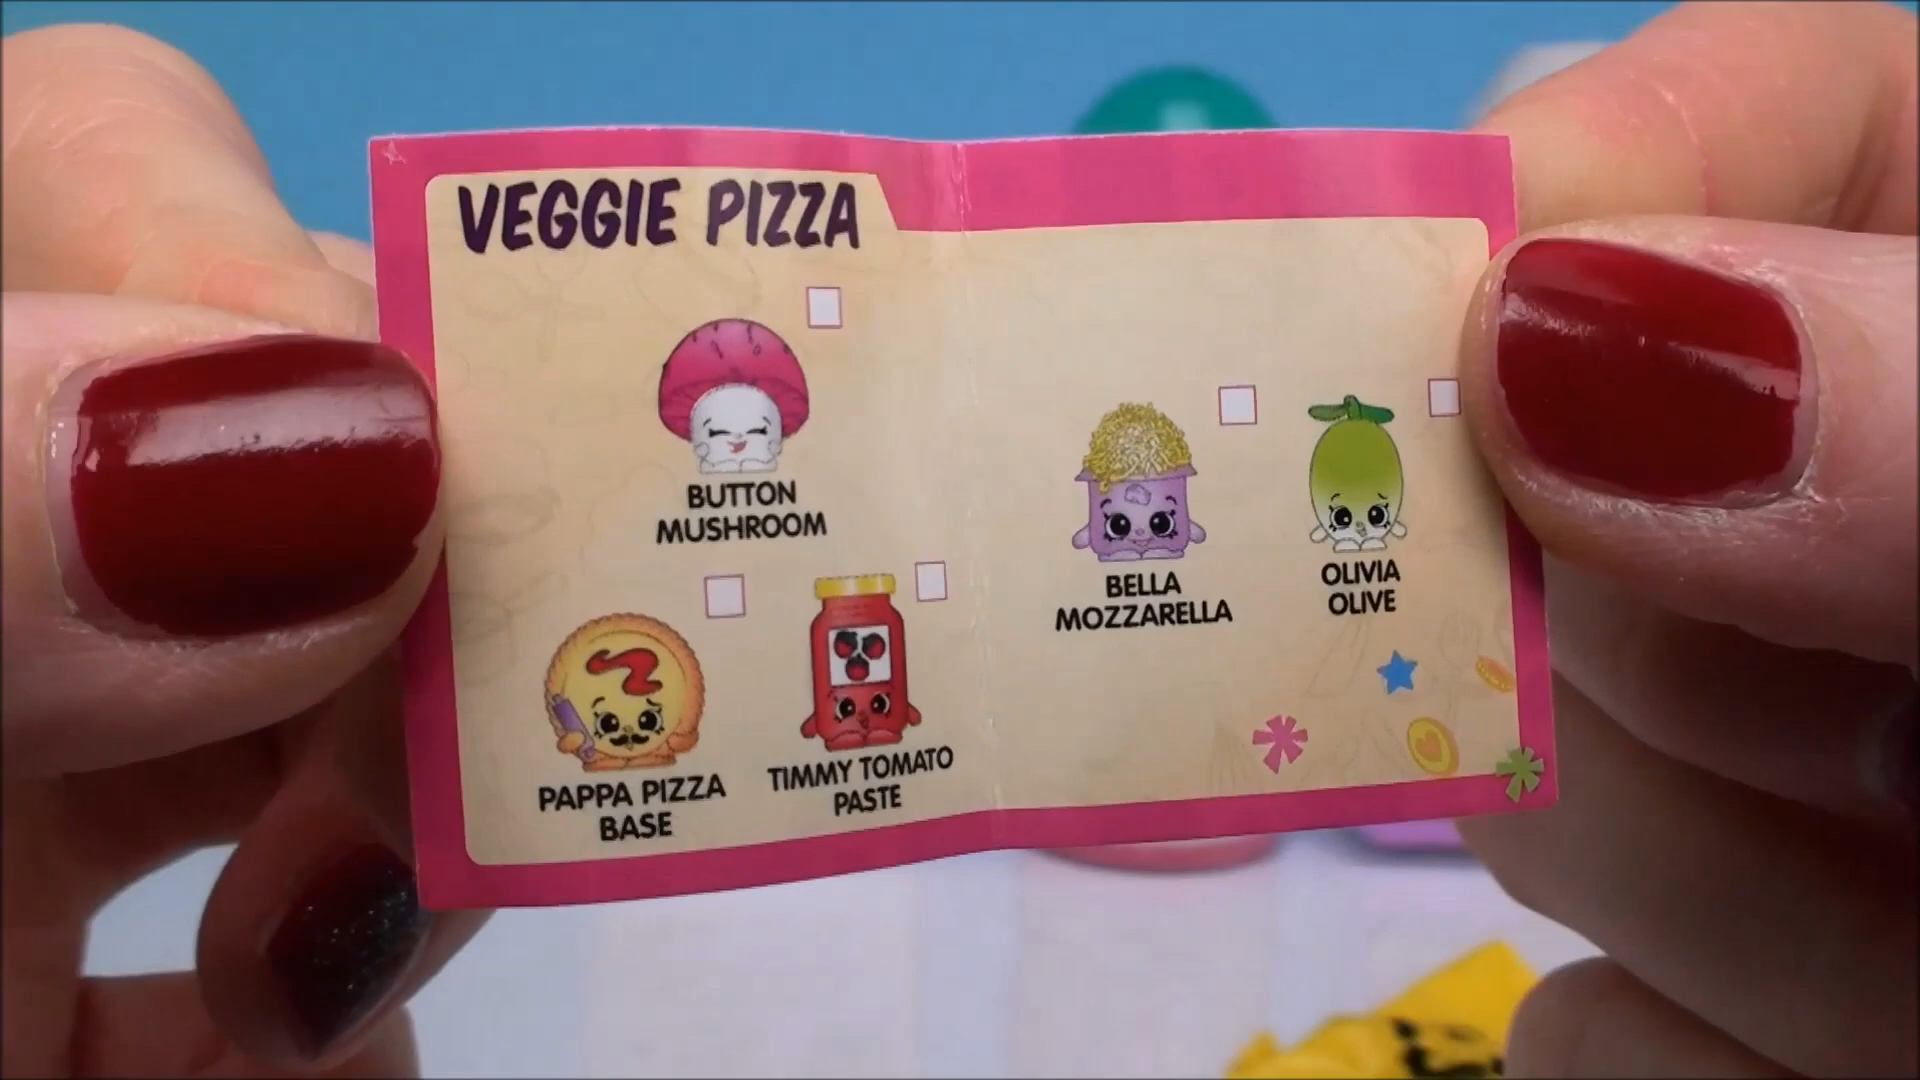 VEGGIE PIZZA
BUTTON
MUSHROOM
PAPPA PIZZA
BASE
TIMMY TOMATO
PASTE
BELLA
MOZZARELLA
OLIVIA
OLIVE